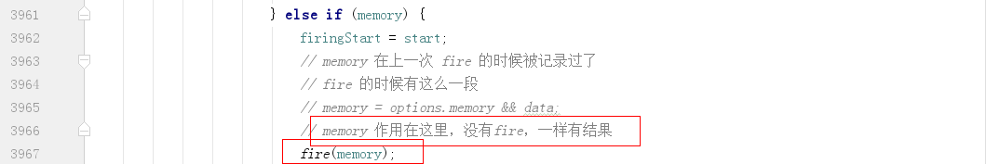 3961 } else if (memory) {
3962 firingStart = start;
3963 // memory 在上一次 fire 的时候被记录过了
3964 // fire 的时候有这么一段
3965 // memory = options.memory && data;
3966 // memory 作用在这里，没有fire，一样有结果
3967 fire(memory);